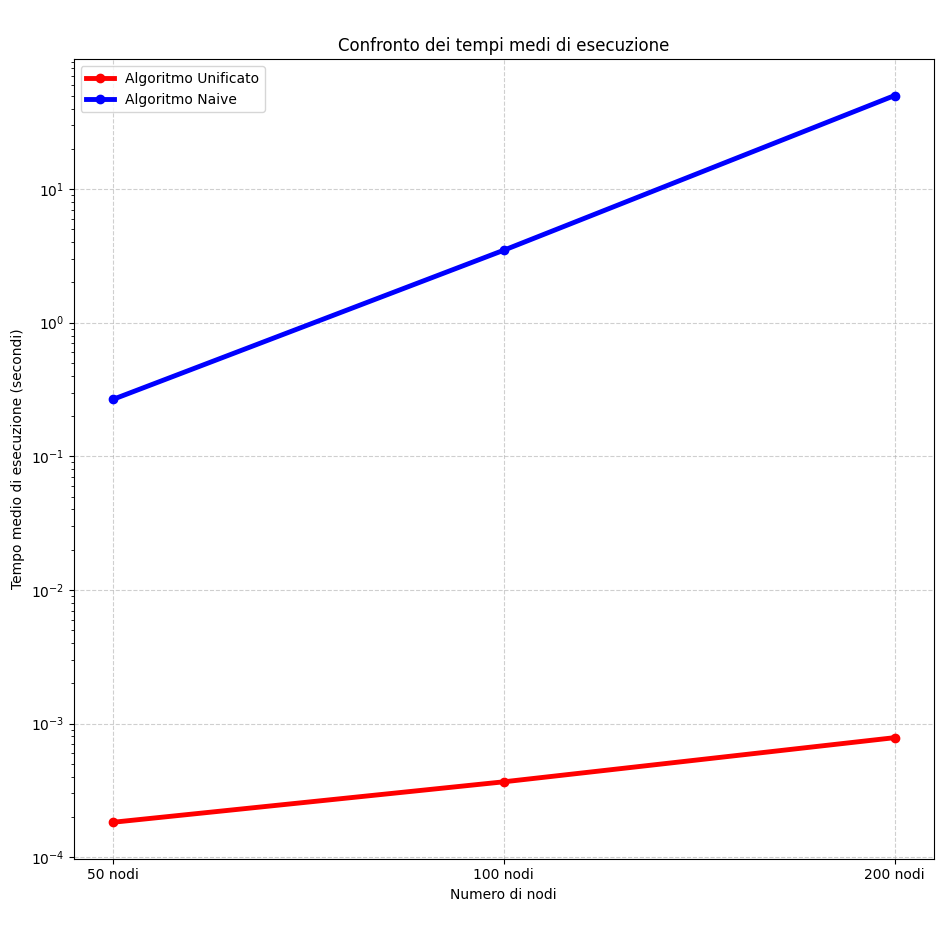 Confronto dei tempi medi di esecuzione
Algoritmo Unificato
Algoritmo Naive
Tempo medio di esecuzione (secondi)
10¹
10⁰
10⁻¹
10⁻²
10⁻³
10⁻⁴
50 nodi 100 nodi 200 nodi
Numero di nodi